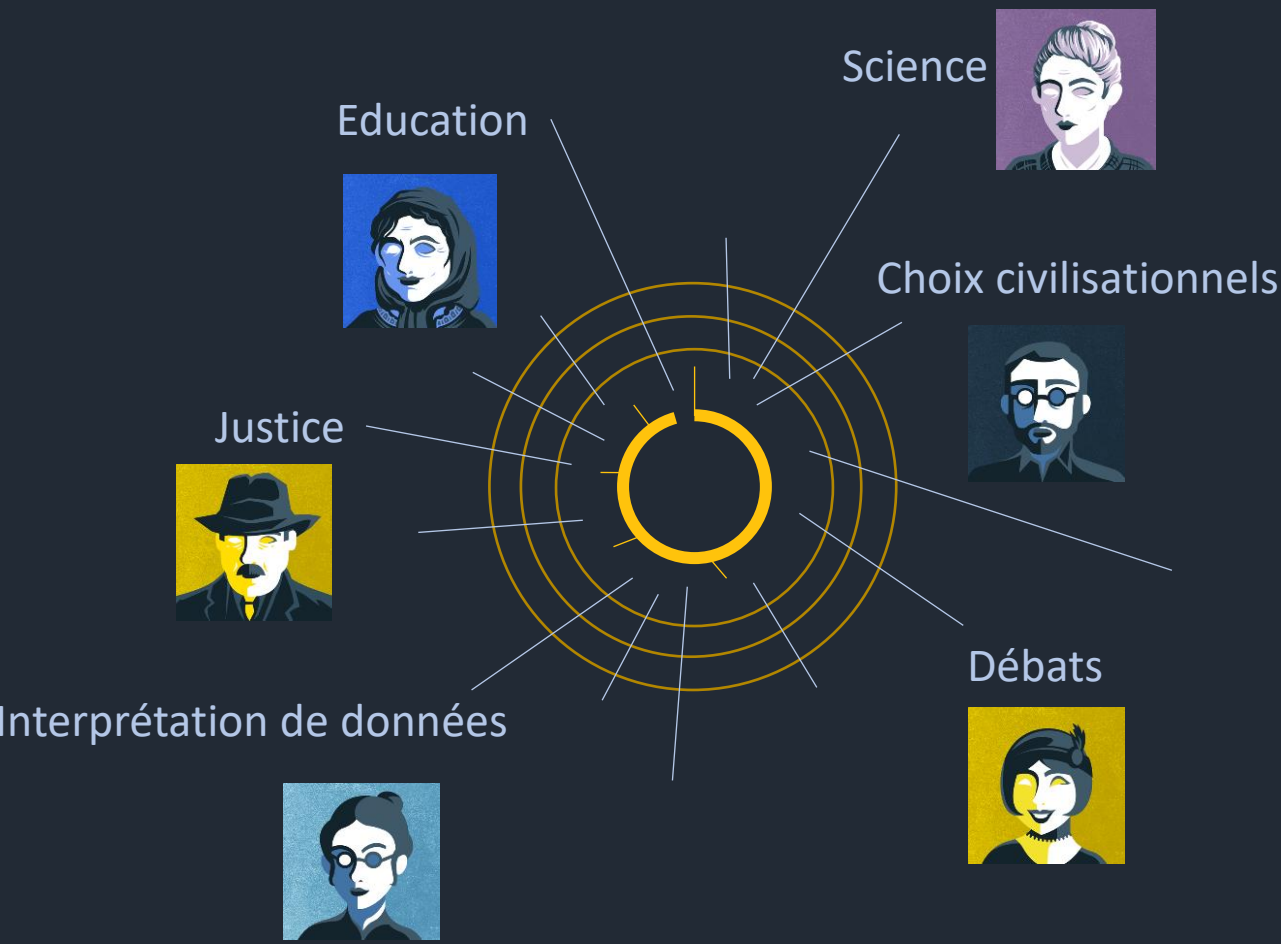 Science
Education
Choix civilisationnels
Justice
Débats
Interprétation de données